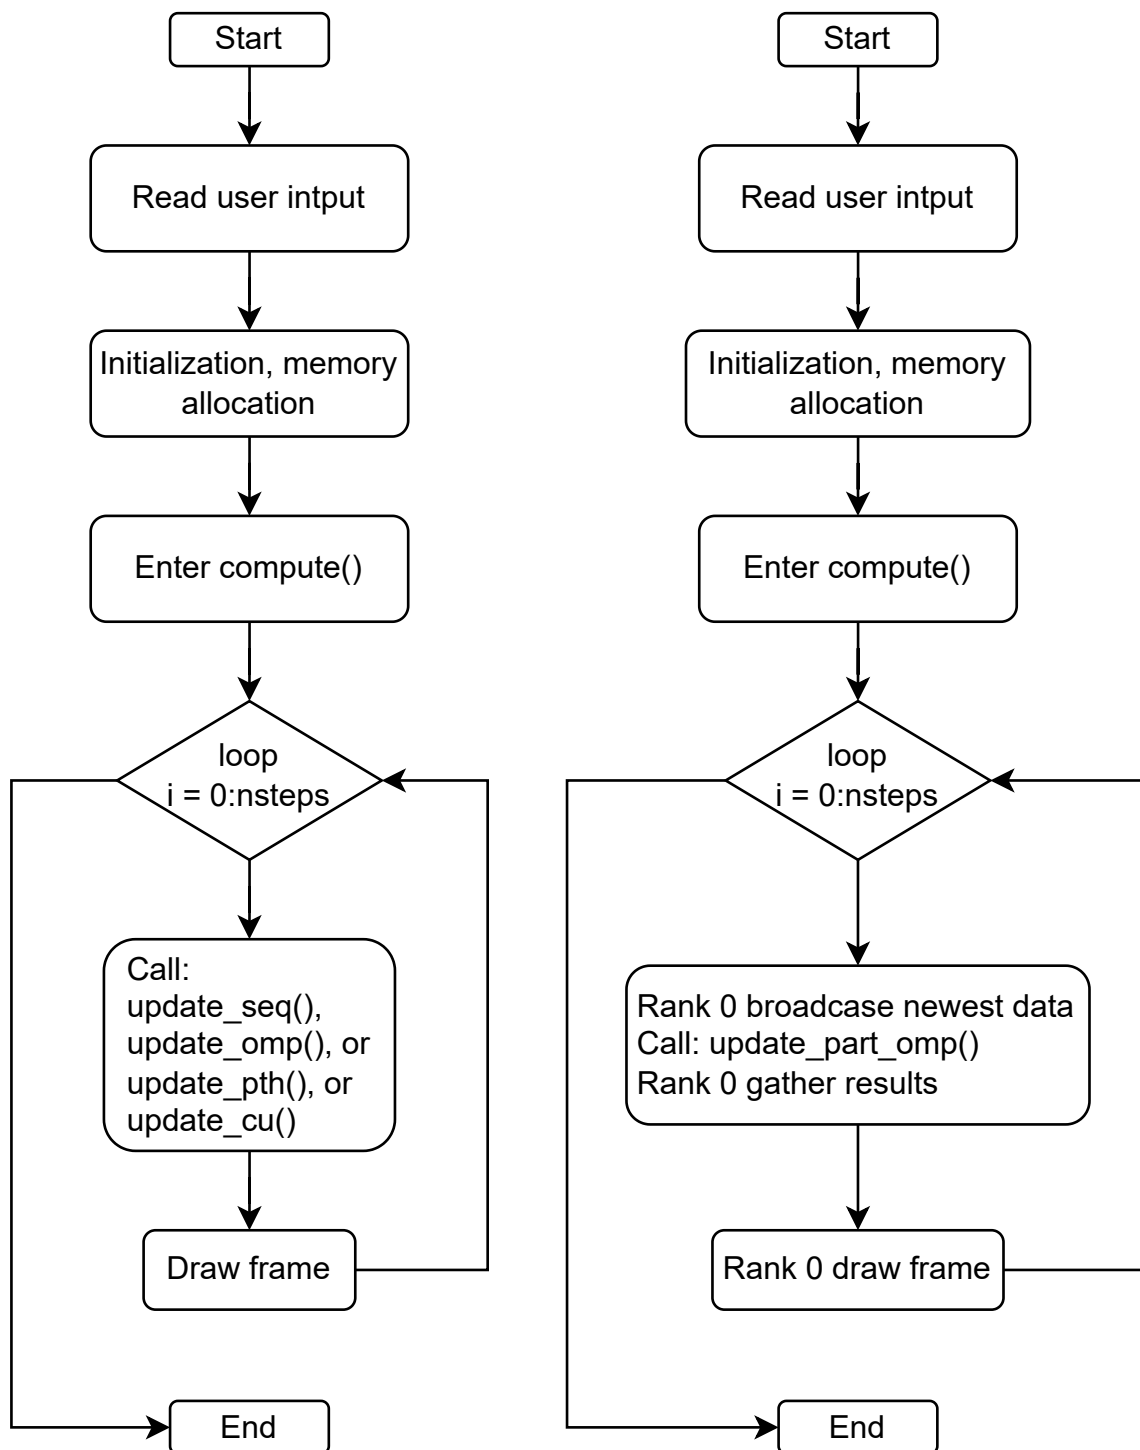 Start
Read user intput
Initialization, memory
allocation
Enter compute()
loop
i = 0:nsteps
Call:
update_seq(),
update_omp(), or
update_pth(), or
update_cu()
Draw frame
End
Start
Read user intput
Initialization, memory
allocation
Enter compute()
loop
i = 0:nsteps
Rank 0 broadcase newest data
Call: update_part_omp()
Rank 0 gather results
Rank 0 draw frame
End